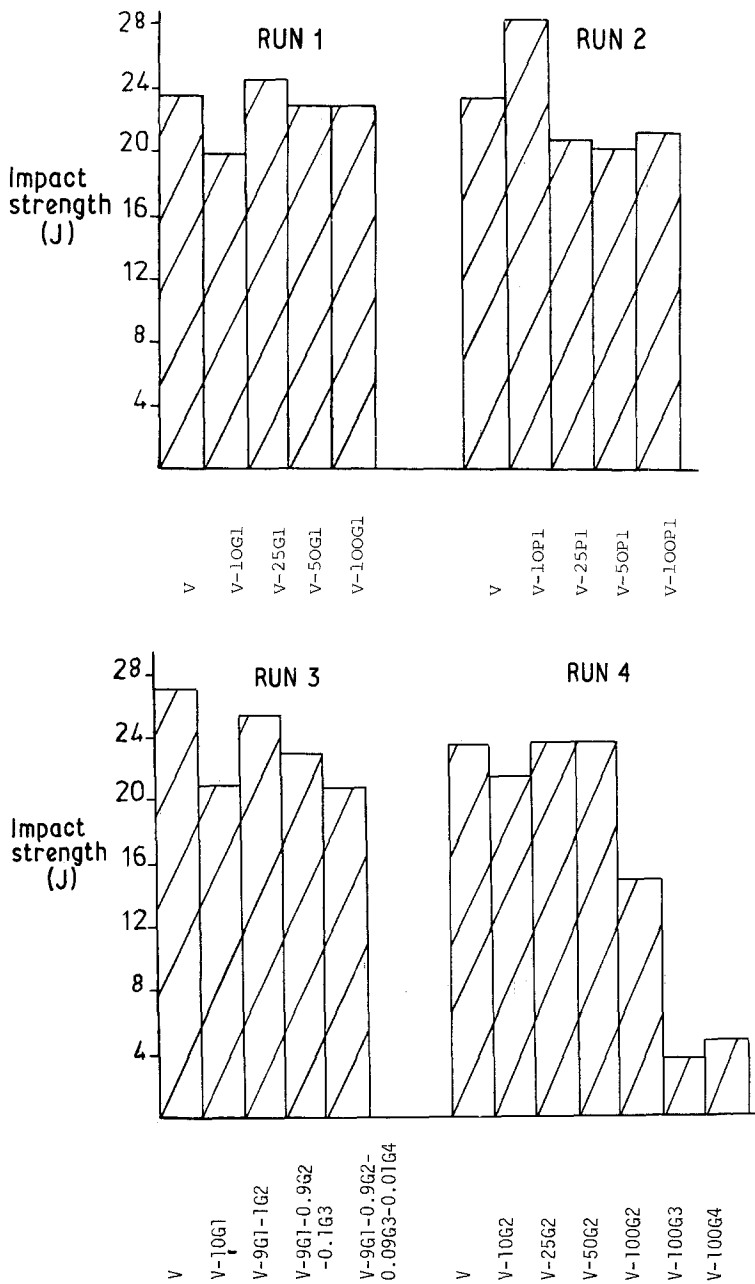 RUN 1
RUN 2
28
24
20
16
12
8
4
Impact
strength
(J)
V
V-10G1
V-25G1
V-50G1
V-100G1
V
V-10P1
V-25P1
V-50P1
V-100P1
RUN 3
RUN 4
28
24
20
16
12
8
4
Impact
strength
(J)
V
V-10G1
V-9G1-1G2
V-9G1-0.9G2
-0.1G3
V-9G1-0.9G2-
0.09G3-0.01G4
V
V-10G2
V-25G2
V-50G2
V-100G2
V-100G3
V-100G4